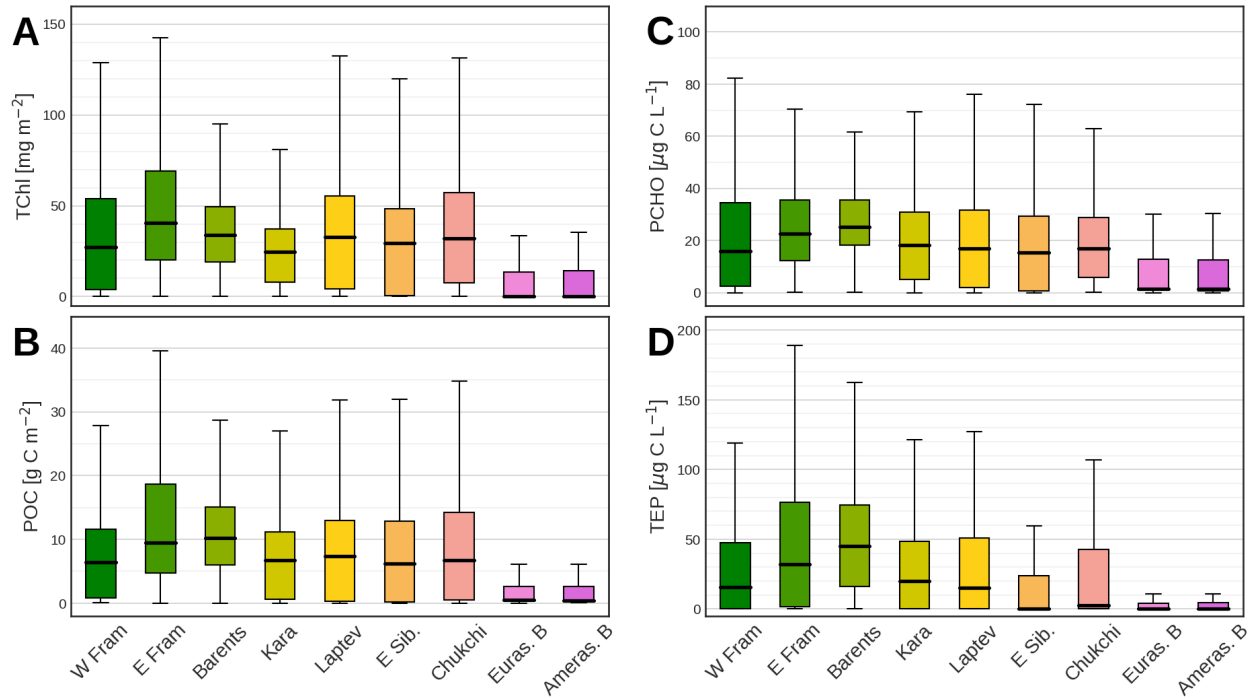 A
TChl [mg m⁻²]
150
100
50
0
C
PCHO [µg C L⁻¹]
100
80
60
40
20
0
B
POC [g C m⁻²]
40
30
20
10
0
W Fram
E Fram
Barents
Kara
Laptev
E Sib.
Chukchi
Euras. B
Ameras. B
D
TEP [µg C L⁻¹]
200
150
100
50
0
W Fram
E Fram
Barents
Kara
Laptev
E Sib.
Chukchi
Euras. B
Ameras. B